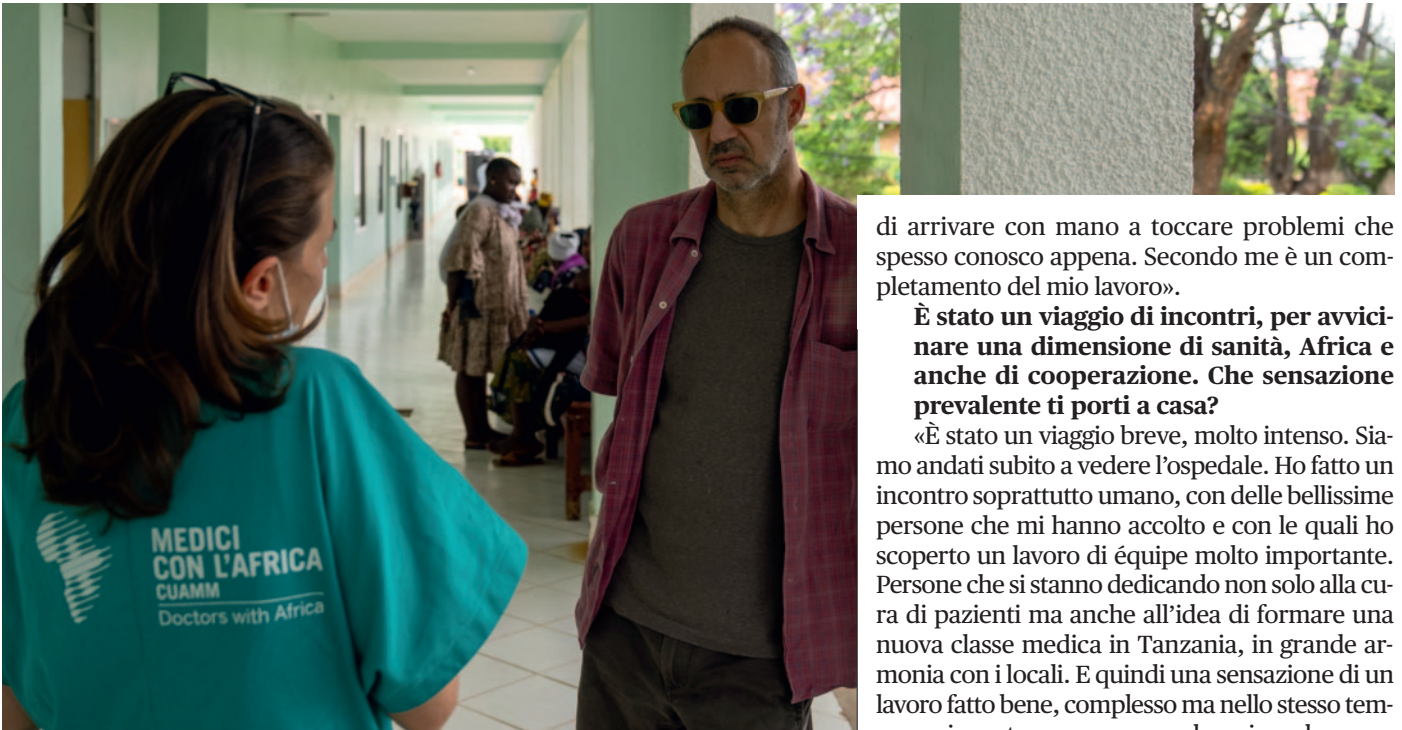 MEDICI
CON L'AFRICA
CUAMM
Doctors with Africa
di arrivare con mano a toccare problemi che
spesso conosco appena. Secondo me è un com-
pletamento del mio lavoro».
È stato un viaggio di incontri, per avvici-
nare una dimensione di sanità, Africa e
anche di cooperazione. Che sensazione
prevalente ti porti a casa?
«È stato un viaggio breve, molto intenso. Sia-
mo andati subito a vedere l’ospedale. Ho fatto un
incontro soprattutto umano, con delle bellissime
persone che mi hanno accolto e con le quali ho
scoperto un lavoro di équipe molto importante.
Persone che si stanno dedicando non solo alla cu-
ra di pazienti ma anche all’idea di formare una
nuova classe medica in Tanzania, in grande ar-
monia con i locali. E quindi una sensazione di un
lavoro fatto bene, complesso ma nello stesso tem-